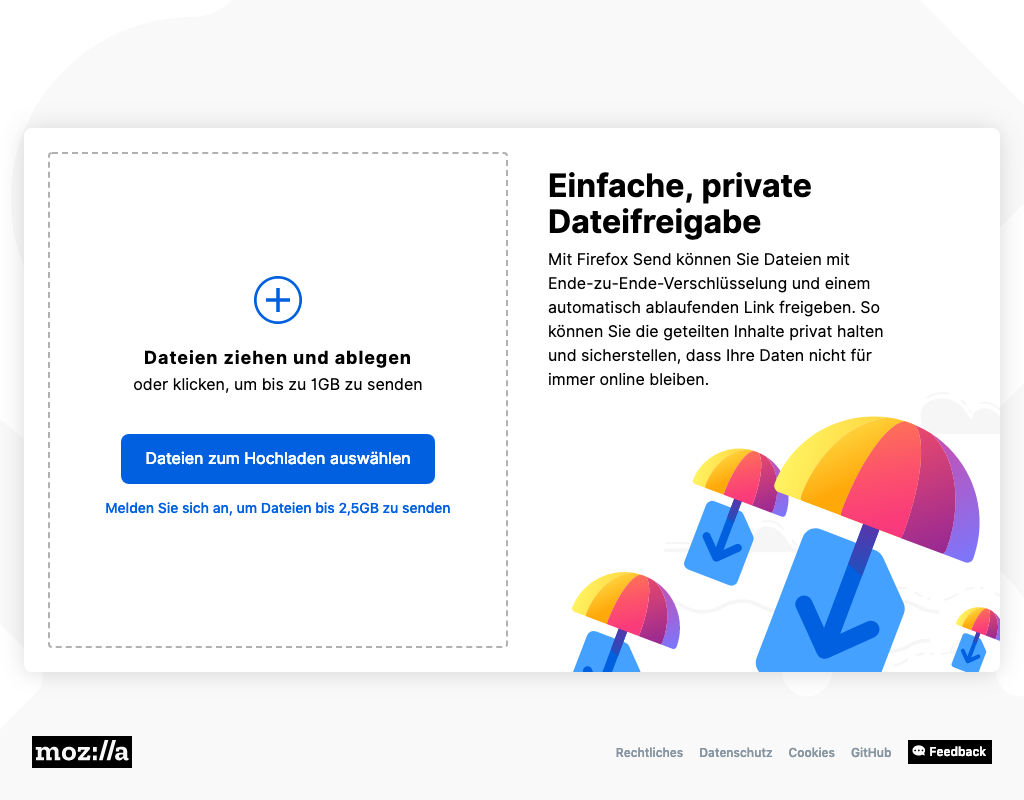 Dateien ziehen und ablegen
oder klicken, um bis zu 1GB zu senden
Dateien zum Hochladen auswählen
Melden Sie sich an, um Dateien bis 2,5GB zu senden
Einfache, private
Dateifreigabe
Mit Firefox Send können Sie Dateien mit
Ende-zu-Ende-Verschlüsselung und einem
automatisch ablaufenden Link freigeben. So
können Sie die geteilten Inhalte privat halten
und sicherstellen, dass Ihre Daten nicht für
immer online bleiben.
moz://a
Rechtliches Datenschutz Cookies GitHub Feedback